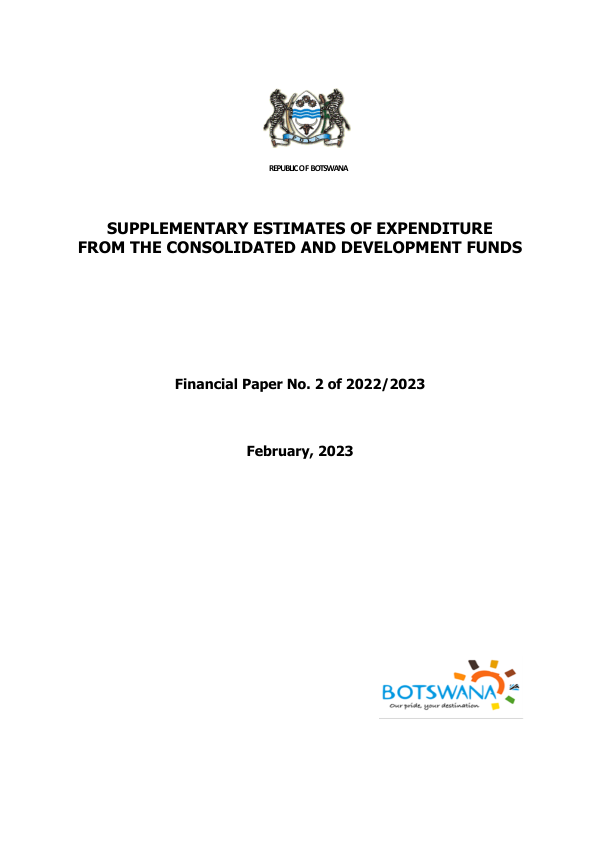 PULA
REPUBLIC OF BOTSWANA
SUPPLEMENTARY ESTIMATES OF EXPENDITURE
FROM THE CONSOLIDATED AND DEVELOPMENT FUNDS
Financial Paper No. 2 of 2022/2023
February, 2023
BOTSWANA
Our pride, your destination